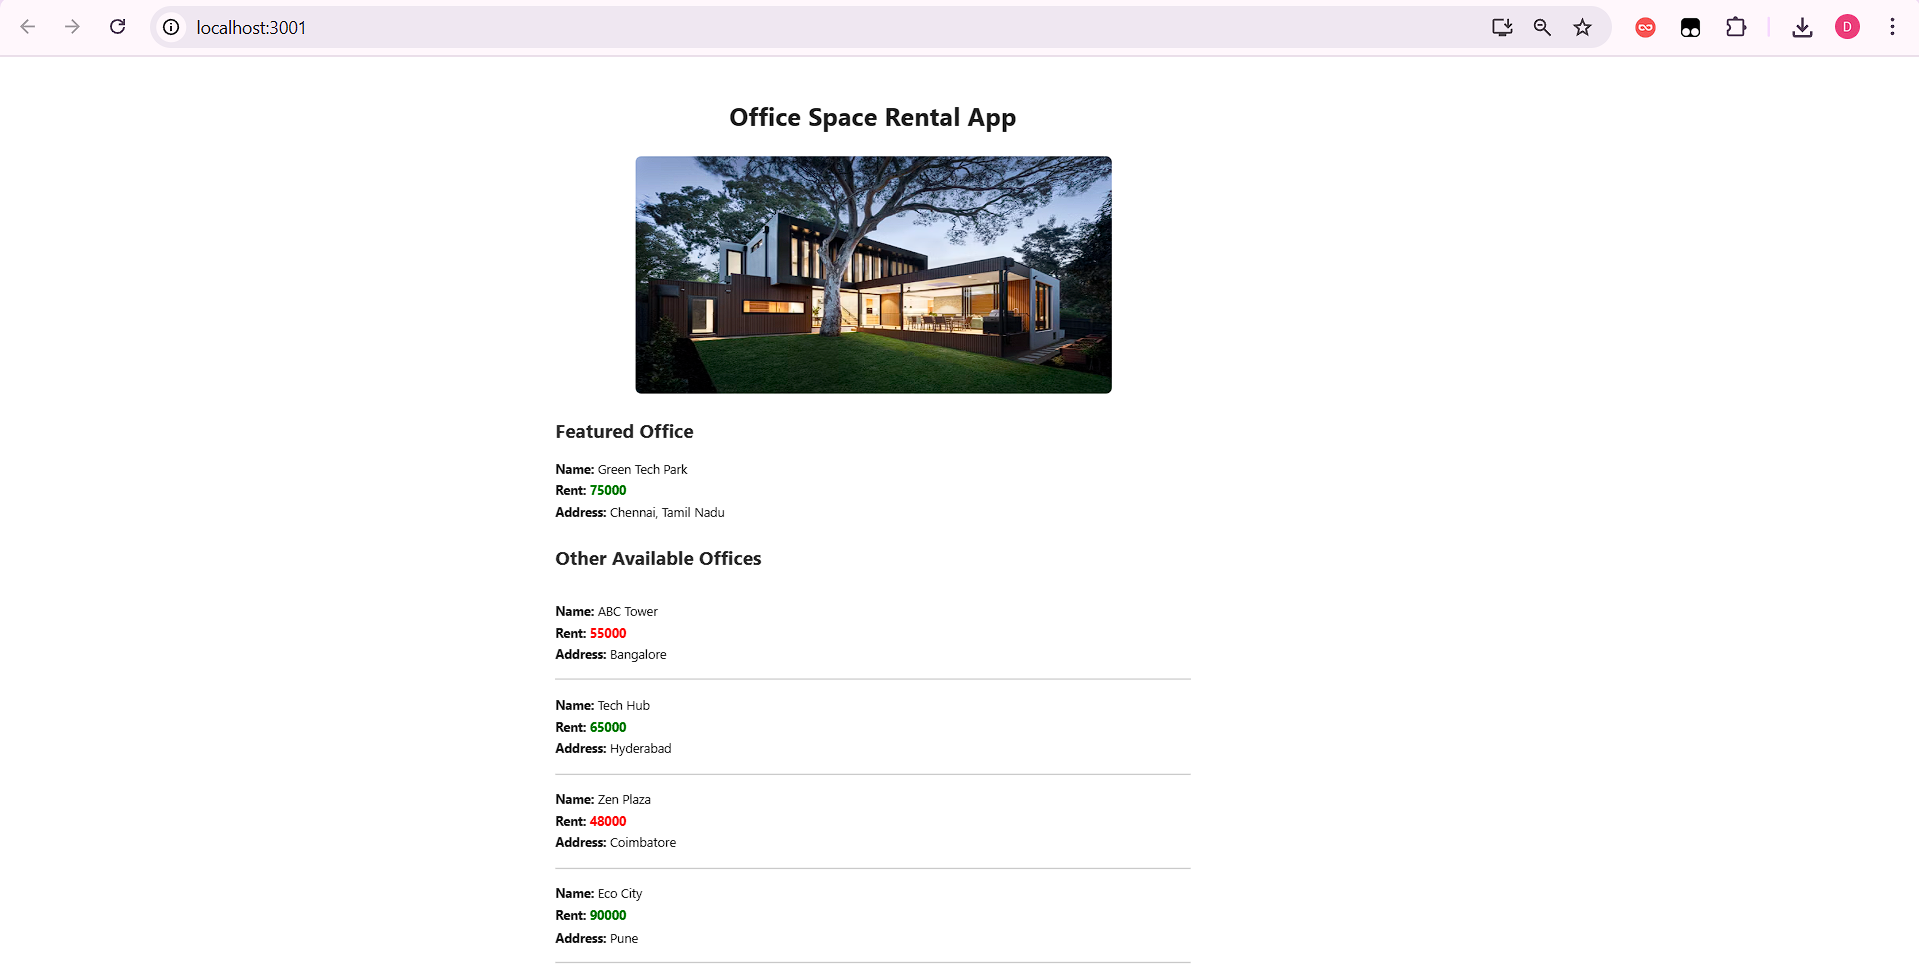 localhost:3001
D
Office Space Rental App
Featured Office
Name: Green Tech Park
Rent: 75000
Address: Chennai, Tamil Nadu
Other Available Offices
Name: ABC Tower
Rent: 55000
Address: Bangalore
Name: Tech Hub
Rent: 65000
Address: Hyderabad
Name: Zen Plaza
Rent: 48000
Address: Coimbatore
Name: Eco City
Rent: 90000
Address: Pune